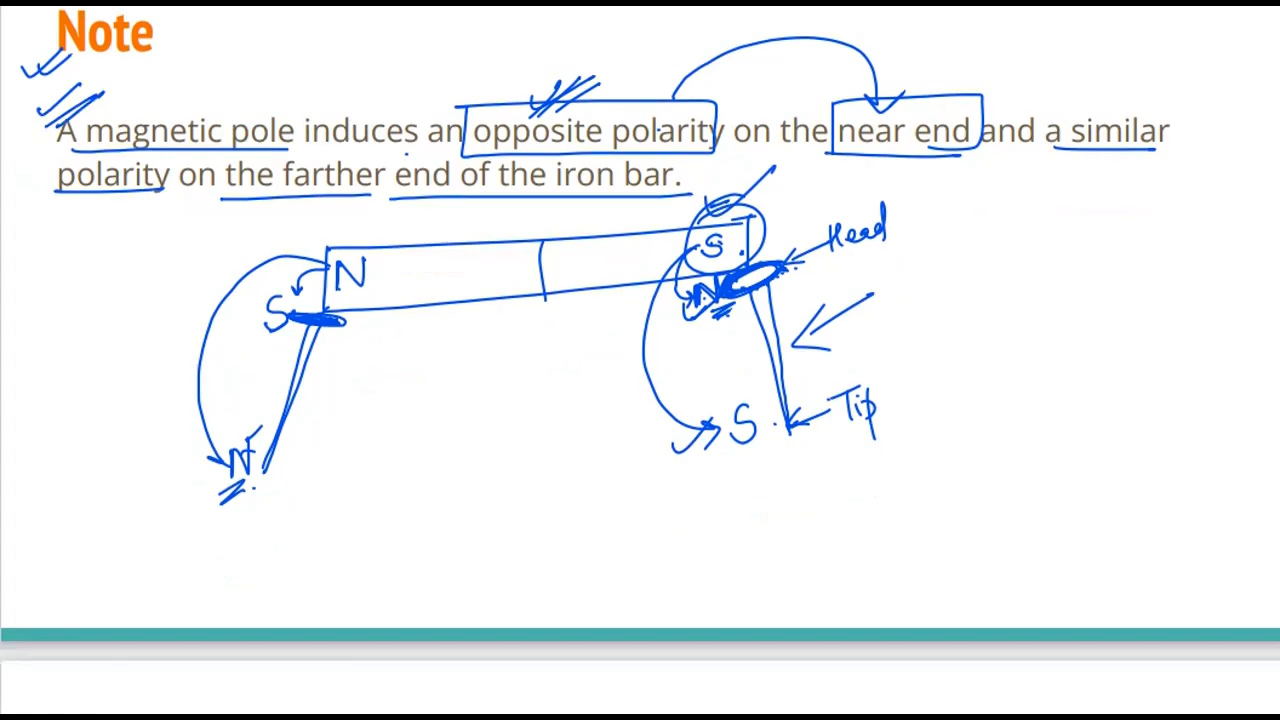 Note
A magnetic pole induces an opposite polarity on the near end and a similar
polarity on the farther end of the iron bar.
S Head
N
S N
Tip
S
N